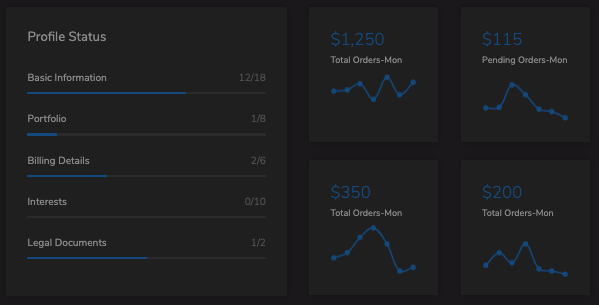 Profile Status
Basic Information 12/18
Portfolio 1/8
Billing Details 2/6
Interests 0/10
Legal Documents 1/2
$1,250
Total Orders-Mon
$115
Pending Orders-Mon
$350
Total Orders-Mon
$200
Total Orders-Mon